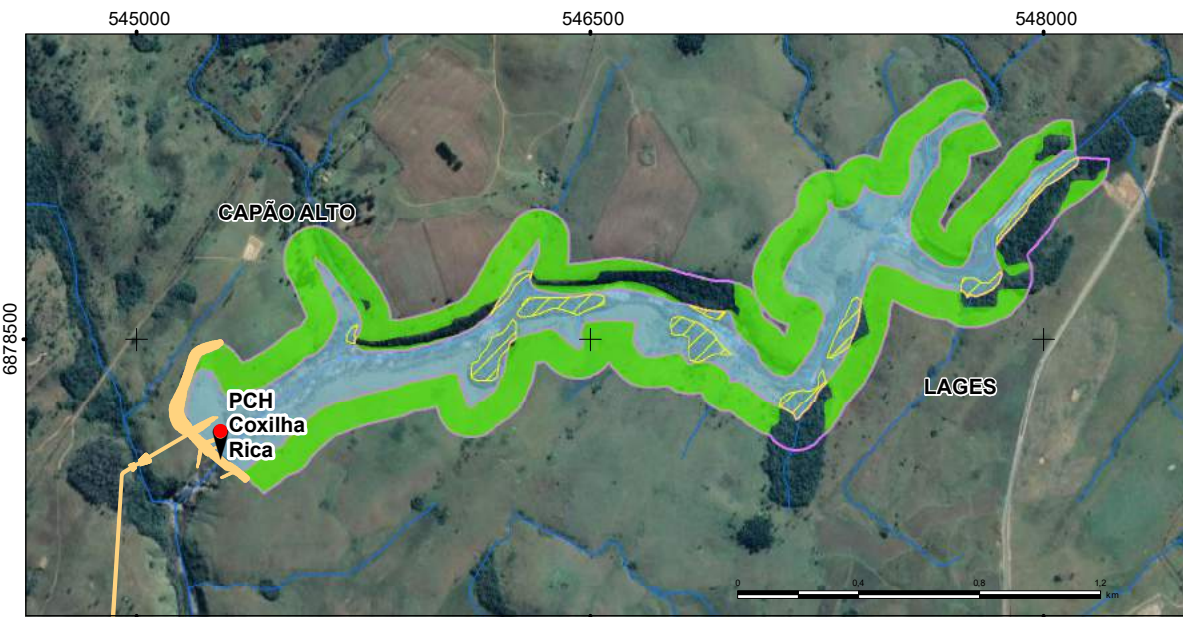 545000
546500
548000
CAPÃO ALTO
6878500
PCH
Coxilha
Rica
LAGES
0
0,4
0,8
1,2
km